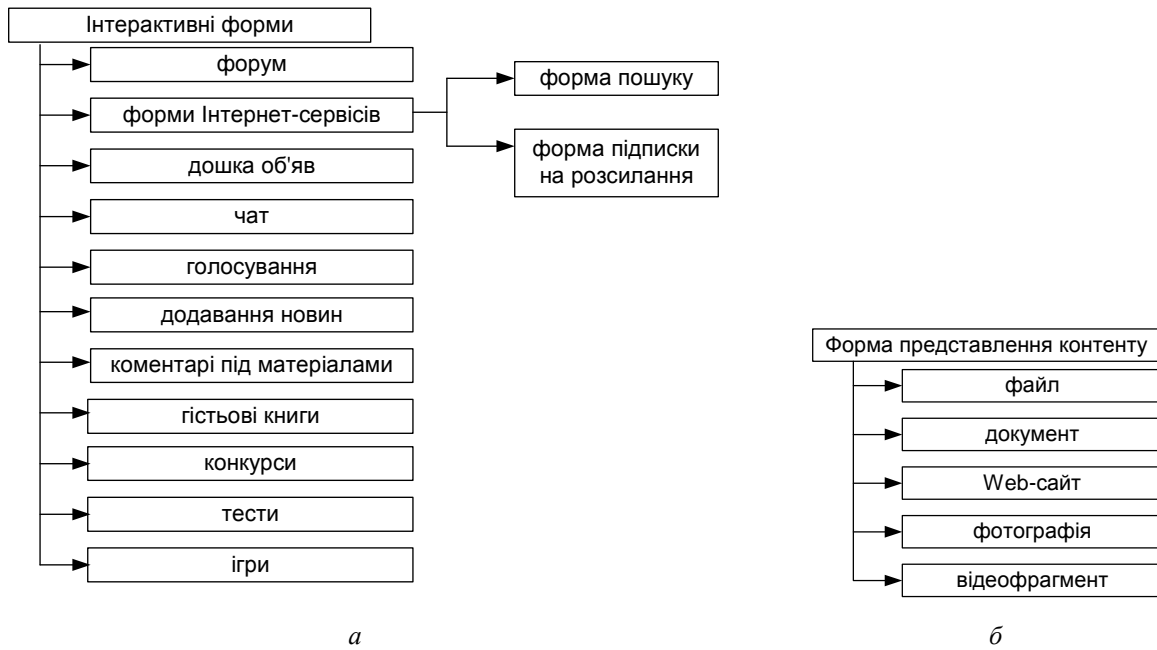 Інтерактивні форми
форум
форми Інтернет-сервісів
дошка об'яв
чат
голосування
додавання новин
коментарі під матеріалами
гістьові книги
конкурси
тести
ігри
форма пошуку
форма підписки
на розсилання
а
Форма представлення контенту
файл
документ
Web-сайт
фотографія
відеофрагмент
б